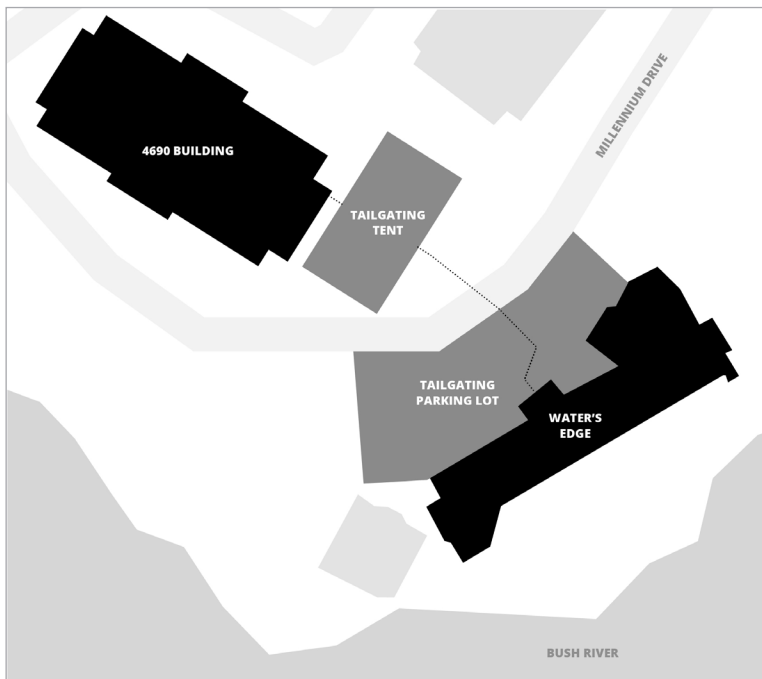 MILLENNIUM DRIVE
4690 BUILDING
TAILGATING
TENT
TAILGATING
PARKING LOT
WATER'S
EDGE
BUSH RIVER